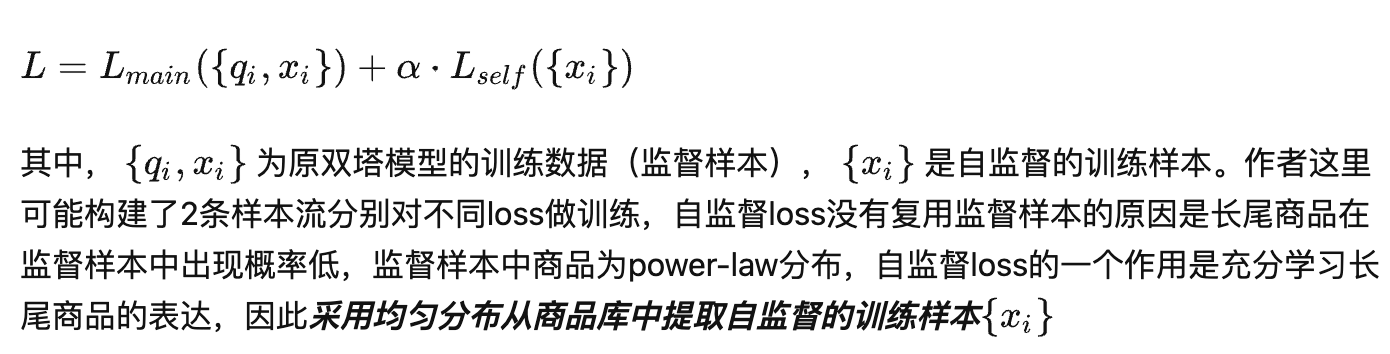 L = L_{main}({q_i, x_i}) + α · L_{self}({x_i})
其中， {q_i, x_i} 为原双塔模型的训练数据（监督样本）， {x_i} 是自监督的训练样本。作者这里
可能构建了2条样本流分别对不同loss做训练，自监督loss没有复用监督样本的原因是长尾商品在
监督样本中出现概率低，监督样本中商品为power-law分布，自监督loss的一个作用是充分学习长
尾商品的表达，因此采用均匀分布从商品库中提取自监督的训练样本{x_i}